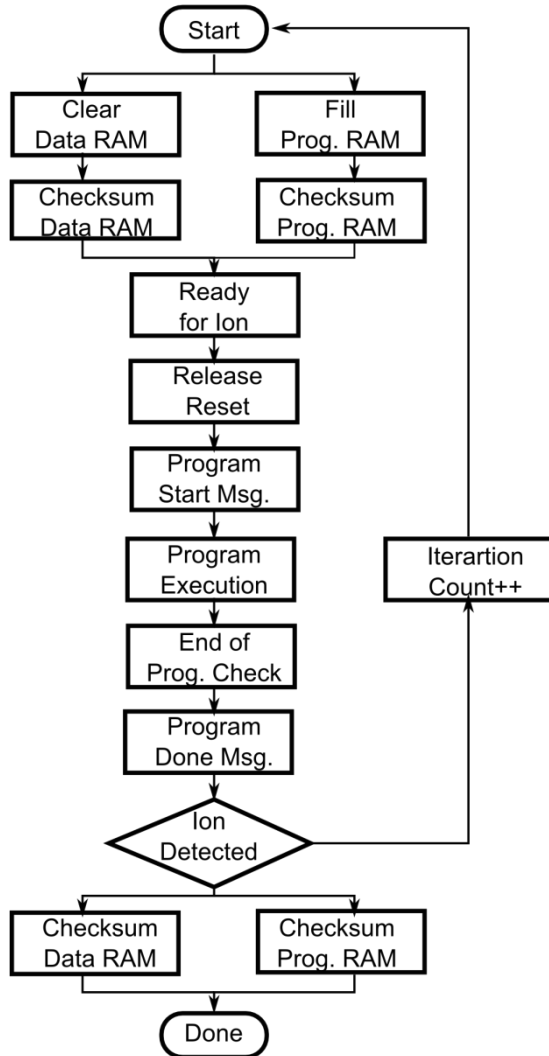 Start
Clear
Data RAM
Fill
Prog. RAM
Checksum
Data RAM
Checksum
Prog. RAM
Ready
for Ion
Release
Reset
Program
Start Msg.
Program
Execution
Iterartion
Count++
End of
Prog. Check
Program
Done Msg.
Ion
Detected
Checksum
Data RAM
Checksum
Prog. RAM
Done